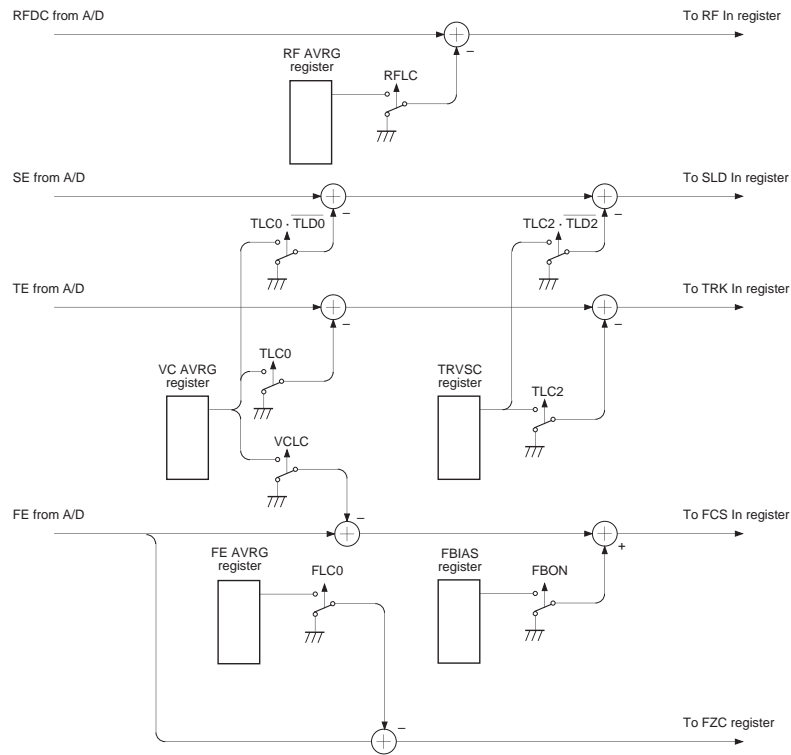 RFDC from A/D
To RF In register
−
RF AVRG
register
RFLC
SE from A/D
To SLD In register
−
−
TLC0 · T̅L̅D̅0̅
TLC2 · T̅L̅D̅2̅
TE from A/D
To TRK In register
−
−
VC AVRG
register
TLC0
TRVSC
register
TLC2
VCLC
FE from A/D
To FCS In register
−
+
FE AVRG
register
FLC0
FBIAS
register
FBON
To FZC register
−